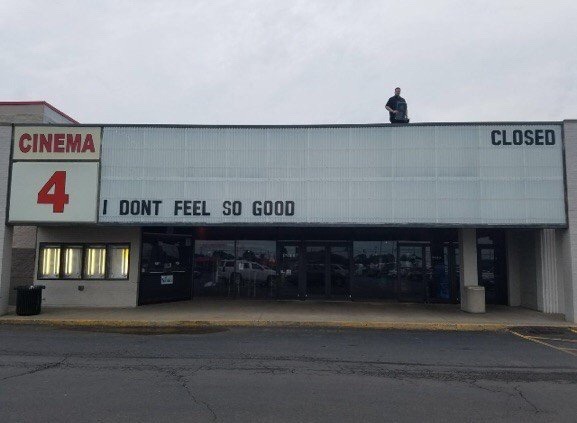 CINEMA
4
CLOSED
I DONT FEEL SO GOOD